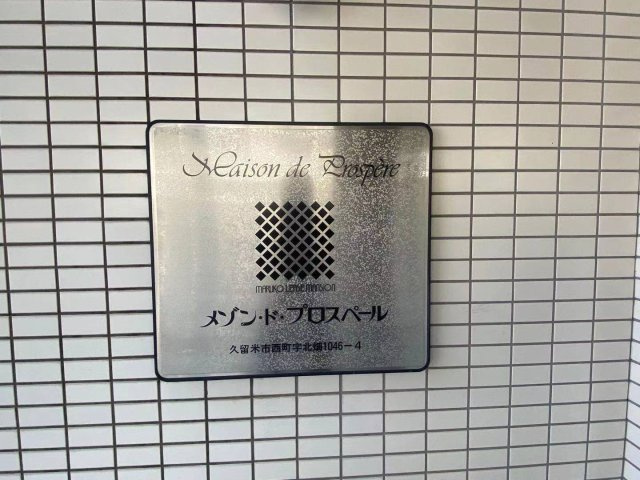 Maison de Prospère
MARUKO LEASE MANSION
メゾン・ド・プロスペール
久留米市西町字北畑1046-4